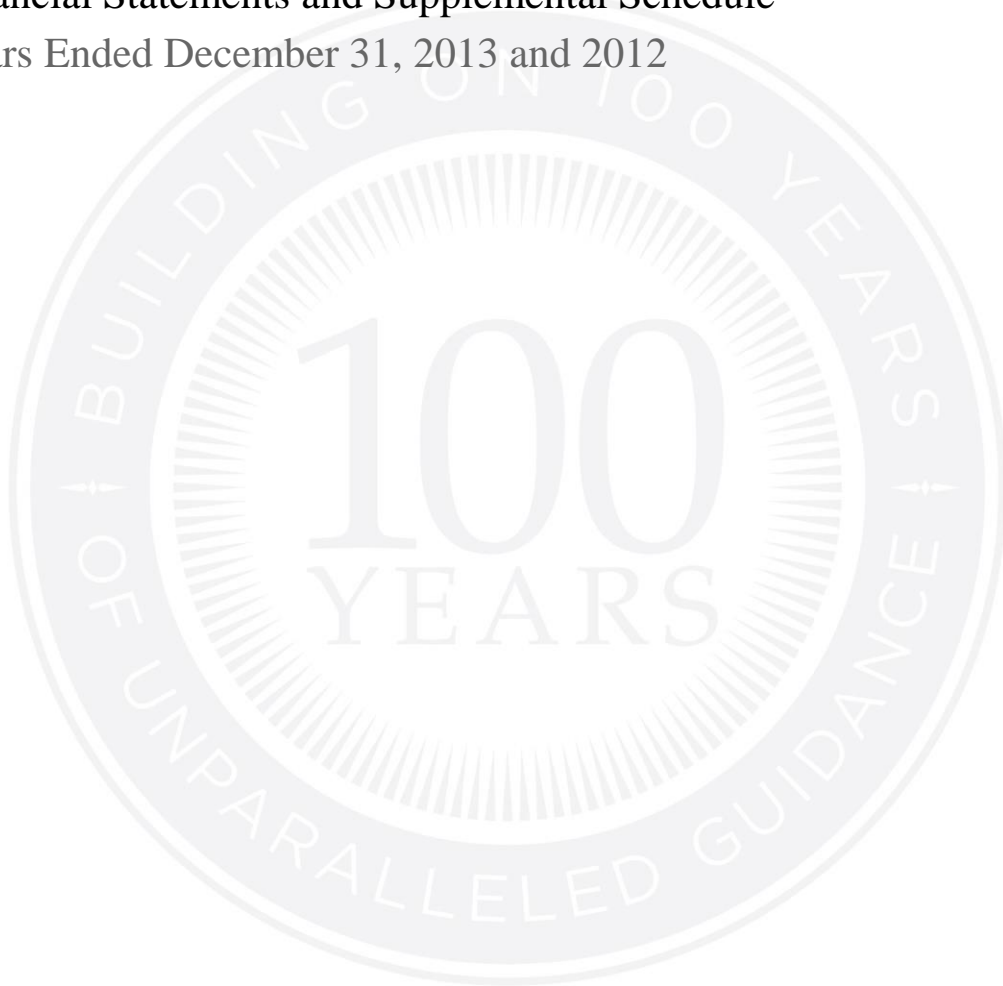 ancial Statements and Supplemental Schedule
ars Ended December 31, 2013 and 2012
BUILDING ON 100 YEARS
100
YEARS
OF UNPARALLELED GUIDANCE